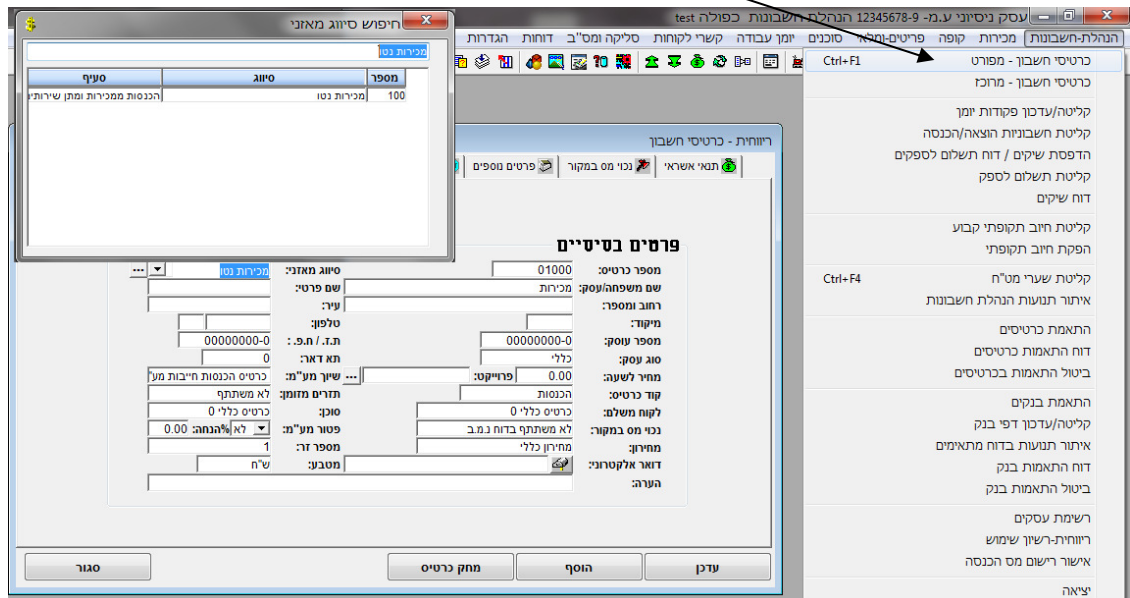 עסק ניסיוני ע.מ- 12345678-9 הנהלת חשבונות כפולה test
הנהלת-חשבונות מכירות קופה פריטים-ומלאי סוכנים יומן עבודה קשרי לקוחות סליקה ומס"ב דוחות הגדרות
כרטיסי חשבון - מפורט Ctrl+F1
כרטיסי חשבון - מרוכז
קליטה/עדכון פקודות יומן
קליטת חשבוניות הוצאה/הכנסה
הדפסת שיקים / דוח תשלום לספקים
קליטת תשלום לספק
דוח שיקים
קליטת חיוב תקופתי קבוע
הפקת חיוב תקופתי
קליטת שערי מט"ח Ctrl+F4
איתור תנועות הנהלת חשבונות
התאמת כרטיסים
דוח התאמות כרטיסים
ביטול התאמות בכרטיסים
התאמת בנקים
קליטה/עדכון דפי בנק
איתור תנועות בדוח מתאימים
דוח התאמות בנק
ביטול התאמות בנק
רשימת עסקים
ריווחית-רשיון שימוש
אישור רישום מס הכנסה
יציאה
חיפוש סיווג מאזני
מכירות נטו
מספר סיווג סעיף
100 מכירות נטו הכנסות ממכירות ומתן שירותים
ריווחית - כרטיסי חשבון
תנאי אשראי נכוי מס במקור פרטים נוספים
פרטים בסיסיים
מספר כרטיס: 01000 סיווג מאזני: מכירות נטו ...
שם משפחה/עסק: מכירות שם פרטי:
רחוב ומספר: עיר:
מיקוד: טלפון:
מספר עוסק: 00000000-0 ת.ז. / ח.פ. : 00000000-0
סוג עסק: כללי תא דאר: 0
מחיר לשעה: 0.00 פרוייקט: ... שיוך מע"מ: כרטיס הכנסות חייבות מע"
קוד כרטיס: הכנסות תזרים מזומן: לא משתתף
לקוח משלם: כרטיס כללי 0 סוכן: כרטיס כללי 0
נכוי מס במקור: לא משתתף בדוח נ.מ.ב פטור מע"מ: לא %הנחה: 0.00
מחירון: מחירון כללי מספר זר: 1
דואר אלקטרוני: מטבע: ש"ח
הערה:
עדכן הוסף מחק כרטיס סגור